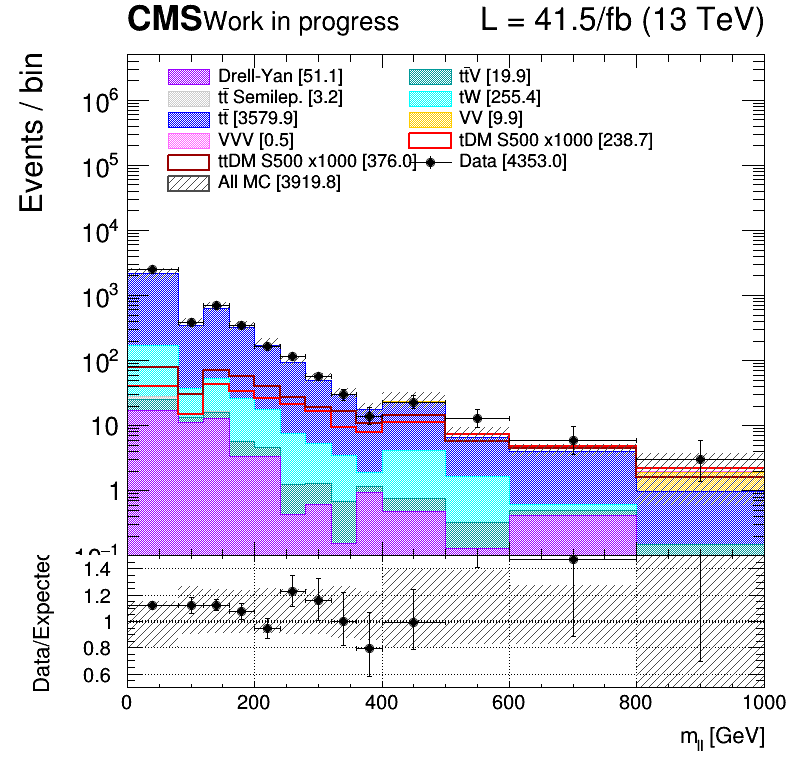 CMS Work in progress L = 41.5/fb (13 TeV)
Events / bin
Drell-Yan [51.1] tt̄V [19.9]
tt̄ Semilep. [3.2] tW [255.4]
tt̄ [3579.9] VV [9.9]
VVV [0.5] tDM S500 x1000 [238.7]
ttDM S500 x1000 [376.0] Data [4353.0]
All MC [3919.8]
10⁶
10⁵
10⁴
10³
10²
10
1
10⁻¹
Data/Expected
1.4
1.2
1
0.8
0.6
0 200 400 600 800 1000
m_ll [GeV]